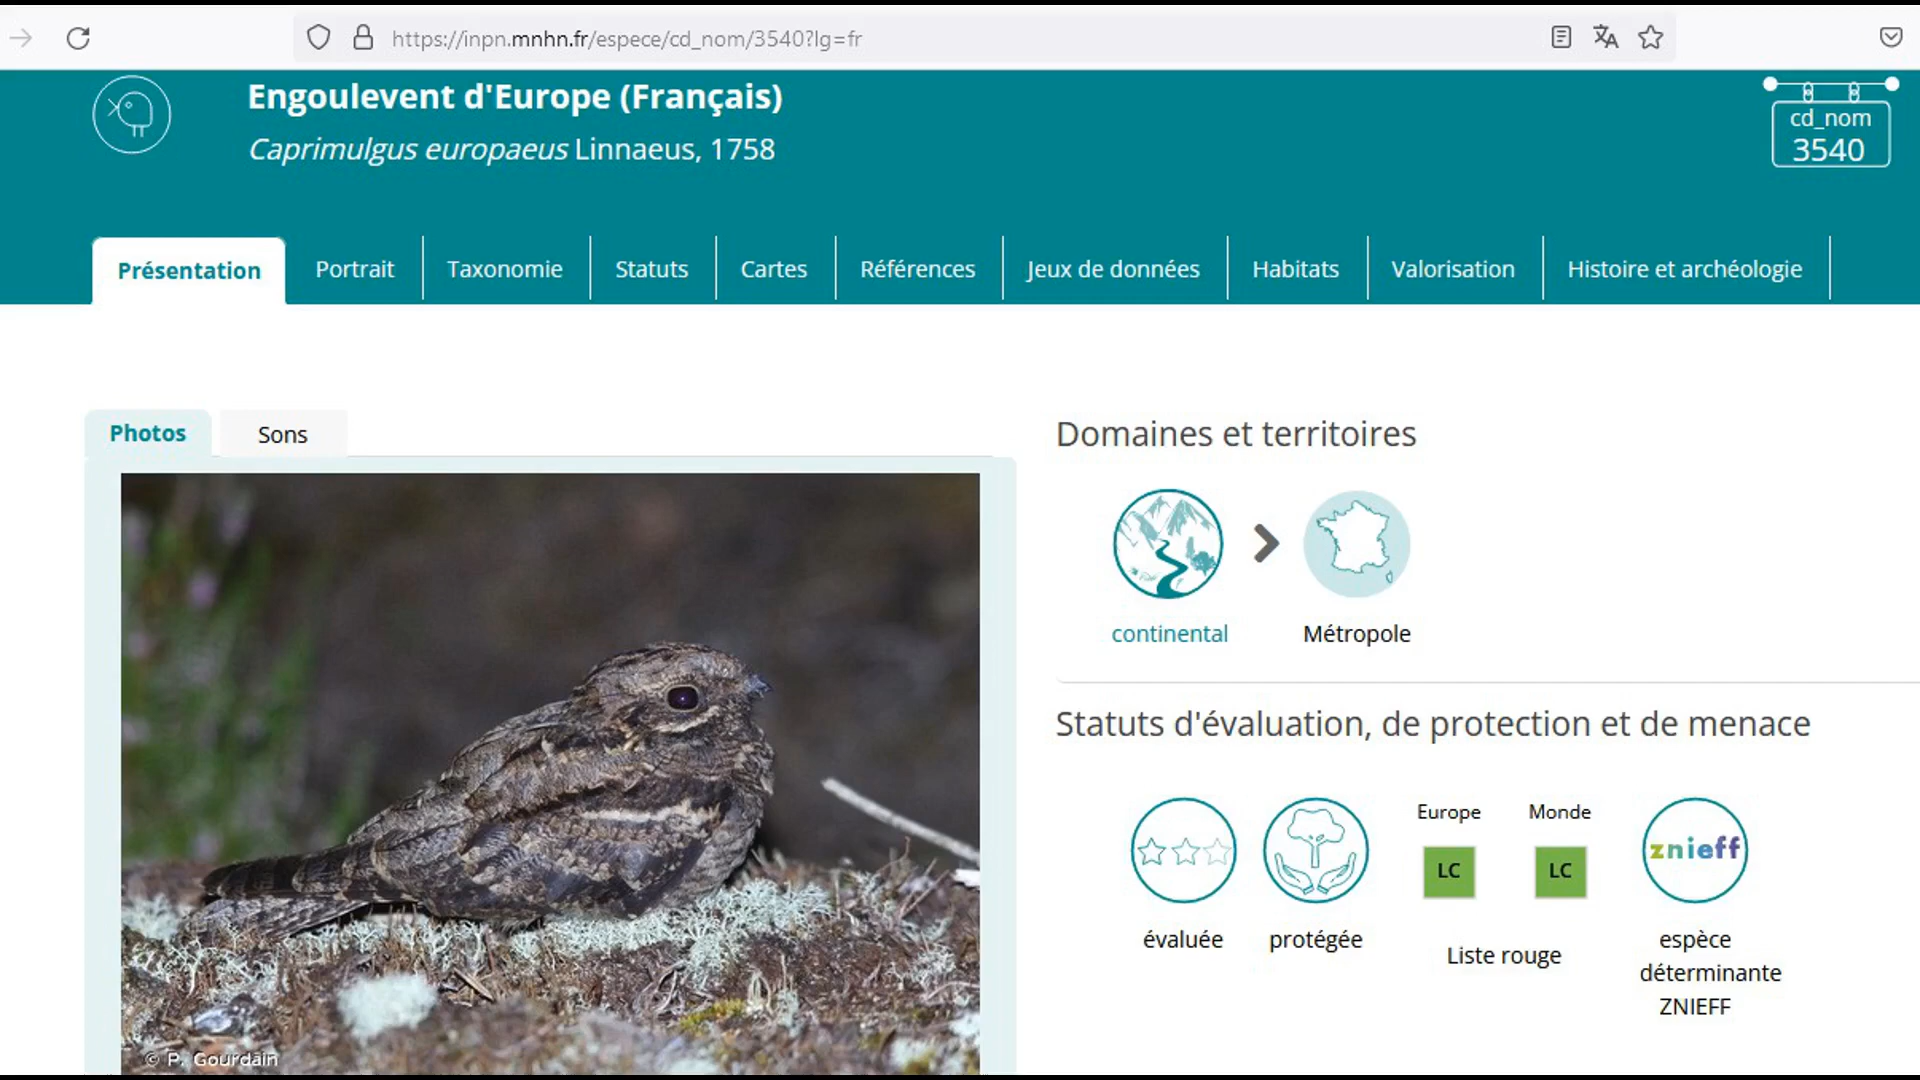 https://inpn.mnhn.fr/espece/cd_nom/3540?lg=fr
Engoulevent d'Europe (Français)
Caprimulgus europaeus Linnaeus, 1758
cd_nom
3540
Présentation
Portrait
Taxonomie
Statuts
Cartes
Références
Jeux de données
Habitats
Valorisation
Histoire et archéologie
Photos
Sons
© P. Gourdain
Domaines et territoires
continental
Métropole
Statuts d'évaluation, de protection et de menace
évaluée
protégée
Europe
Monde
LC
LC
Liste rouge
znieff
espèce
déterminante
ZNIEFF